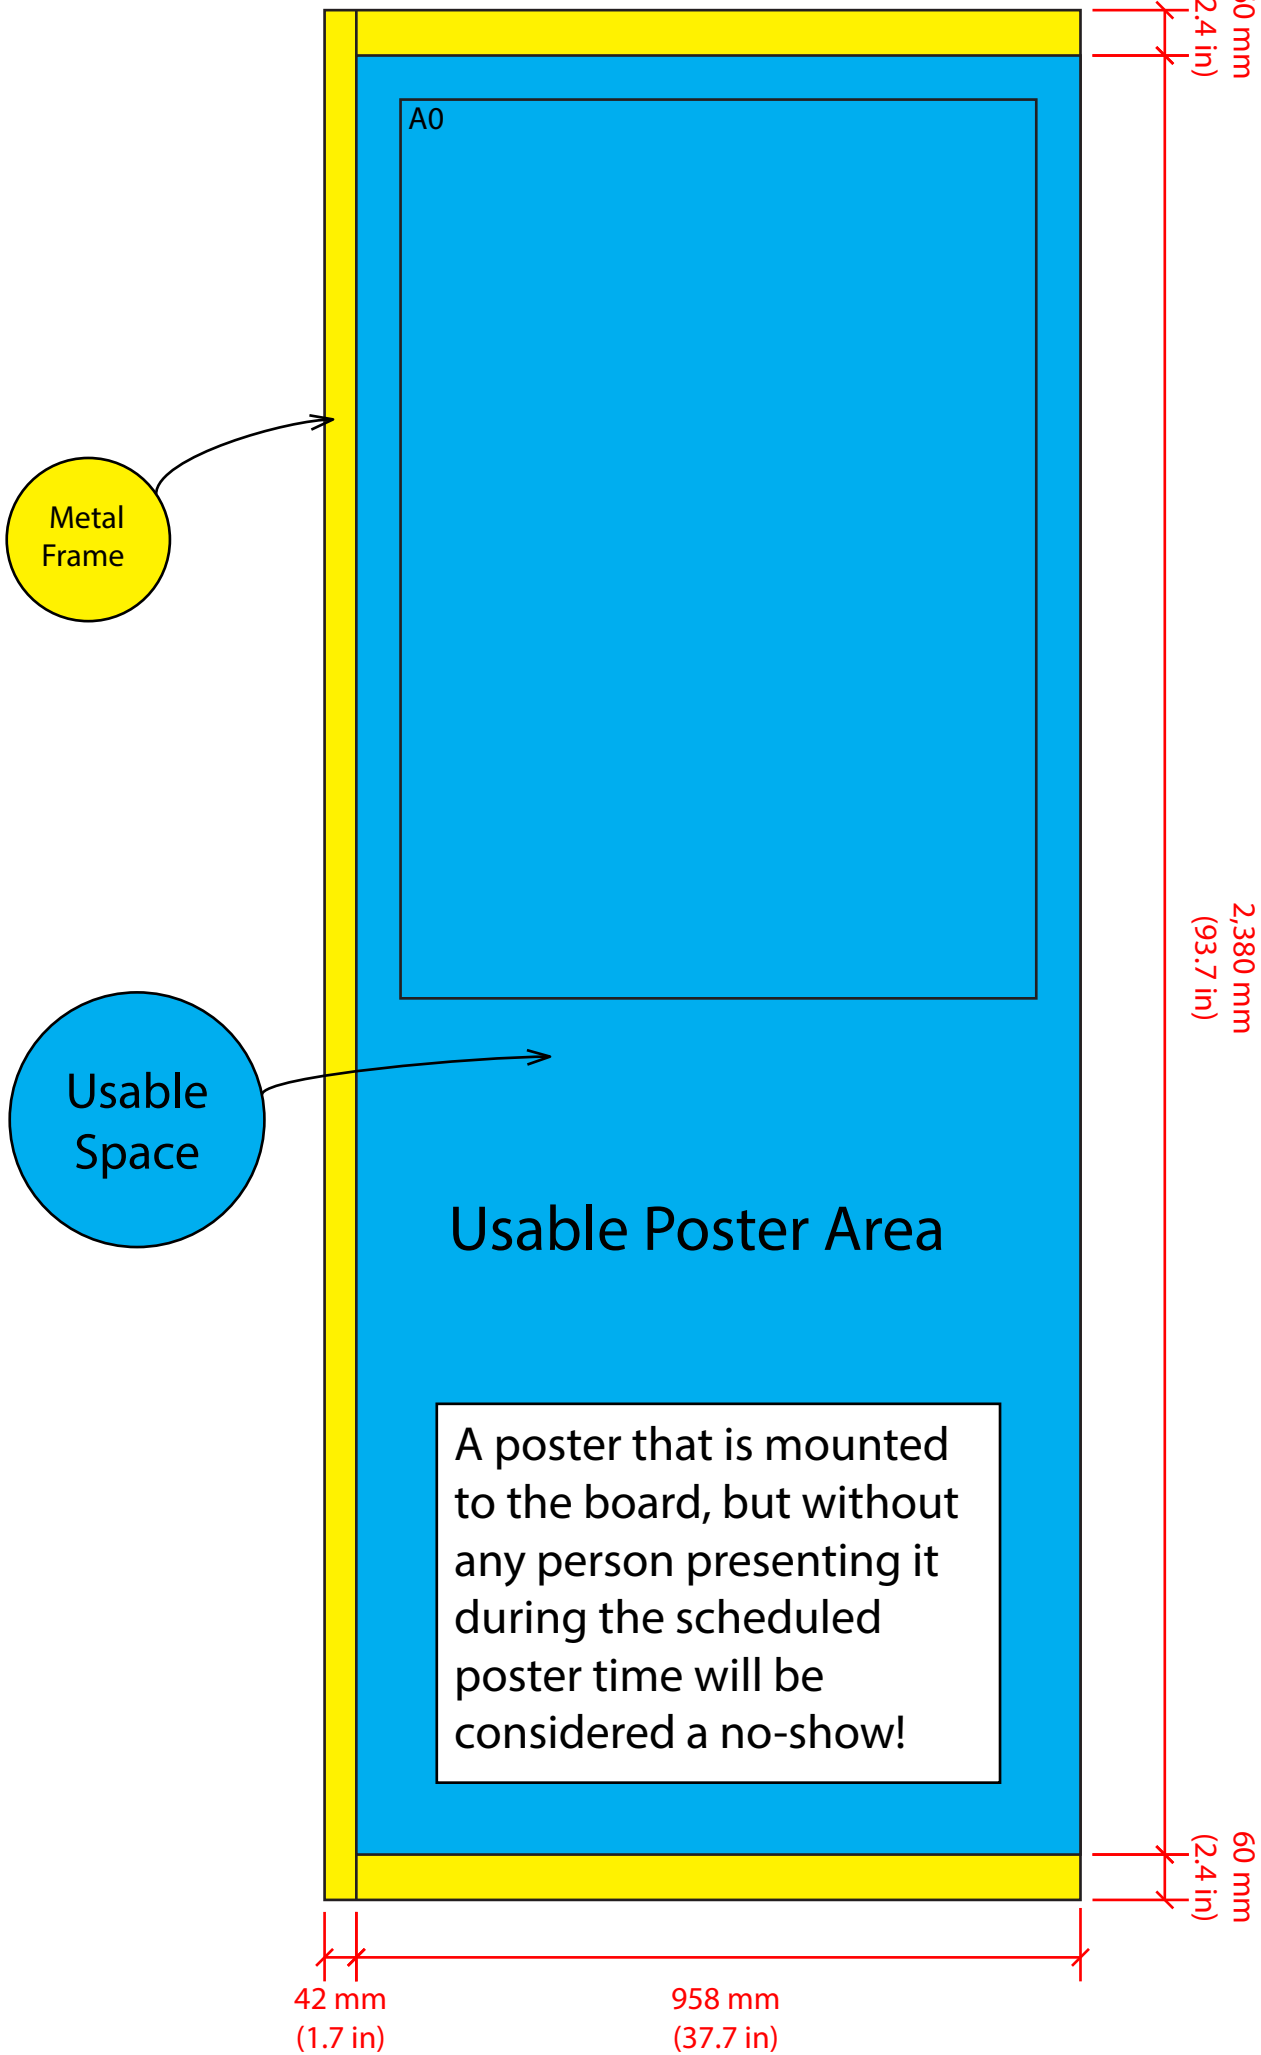 60 mm
(2.4 in)
A0
Metal
Frame
2,380 mm
(93.7 in)
Usable
Space
Usable Poster Area
A poster that is mounted
to the board, but without
any person presenting it
during the scheduled
poster time will be
considered a no-show!
60 mm
(2.4 in)
42 mm
(1.7 in)
958 mm
(37.7 in)